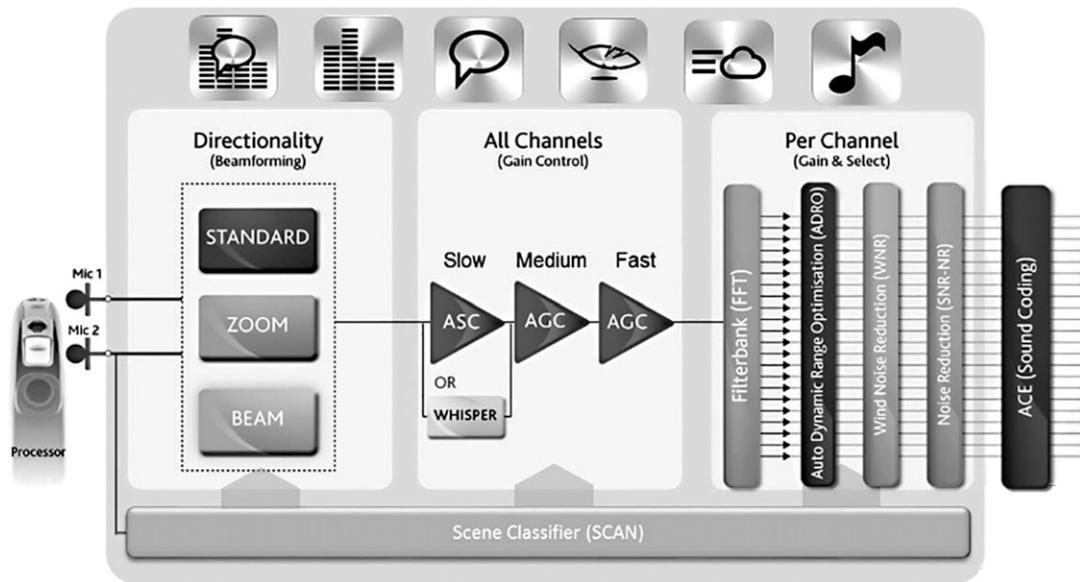 Directionality
(Beamforming)
All Channels
(Gain Control)
Per Channel
(Gain & Select)
STANDARD
ZOOM
BEAM
Mic 1
Mic 2
Processor
Slow
Medium
Fast
ASC
AGC
AGC
OR
WHISPER
Filterbank (FFT)
Auto Dynamic Range Optimisation (ADRO)
Wind Noise Reduction (WNR)
Noise Reduction (SNR-NR)
ACE (Sound Coding)
Scene Classifier (SCAN)